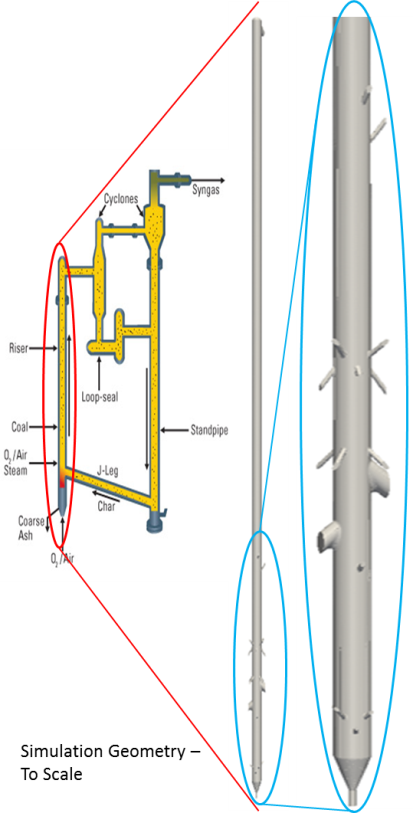 Syngas
Cyclones
Riser
Loop-seal
Coal
Standpipe
O2/Air
Steam
J-Leg
Char
Coarse
Ash
O2/Air
Simulation Geometry –
To Scale